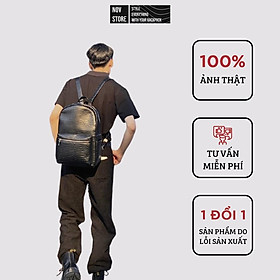 NOV
STORE
STYLE
EVERYTHING
WITH YOUR BACKPACK
100%
ẢNH THẬT
TƯ VẤN
MIỄN PHÍ
1 ĐỔI 1
SẢN PHẨM DO
LỖI SẢN XUẤT